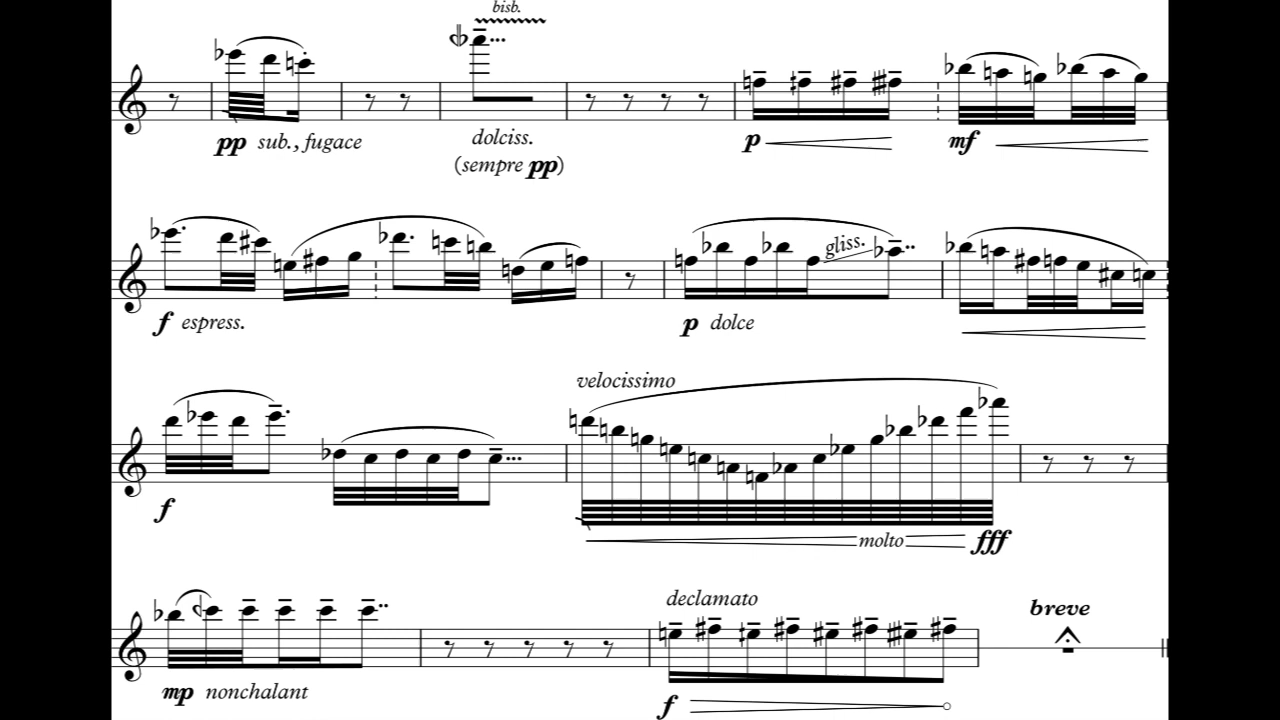 bisb.
pp sub., fugace
dolciss.
(sempre pp)
p
mf
gliss.
f espress.
p dolce
velocissimo
f
molto fff
declamato
breve
mp nonchalant
f